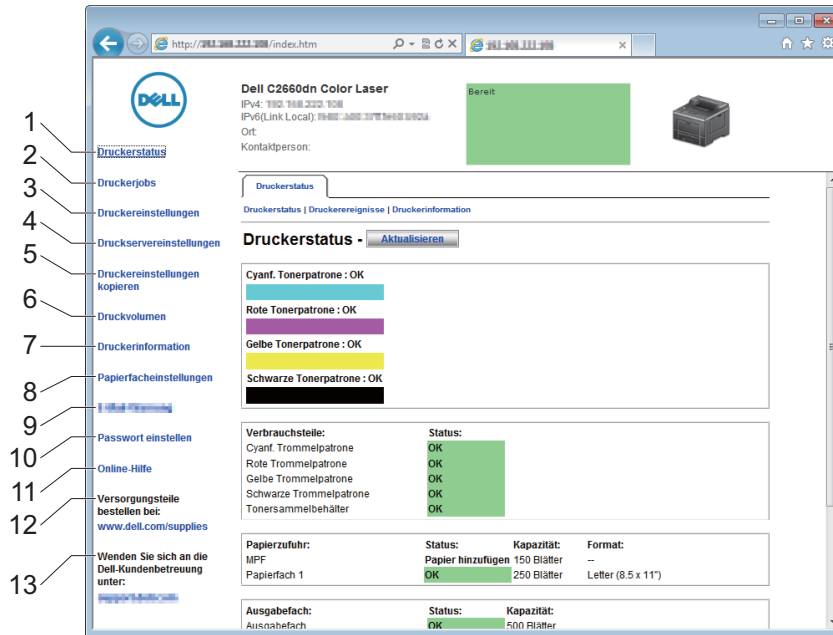 http:// /index.htm
DELL
Dell C2660dn Color Laser
IPv4:
IPv6(Link Local):
Ort:
Kontaktperson:
Bereit
1
Druckerstatus
2
Druckerjobs
3
Druckereinstellungen
4
Druckservereinstellungen
5
Druckereinstellungen
kopieren
6
Druckvolumen
7
Druckerinformation
8
Papierfacheinstellungen
9
10
Passwort einstellen
11
Online-Hilfe
12
Versorgungsteile
bestellen bei:
www.dell.com/supplies
13
Wenden Sie sich an die
Dell-Kundenbetreuung
unter:
Druckerstatus
Druckerstatus | Druckerereignisse | Druckerinformation
Druckerstatus - Aktualisieren
Cyanf. Tonerpatrone : OK
Rote Tonerpatrone : OK
Gelbe Tonerpatrone : OK
Schwarze Tonerpatrone : OK
Verbrauchsteile: Status:
Cyanf. Trommelpatrone OK
Rote Trommelpatrone OK
Gelbe Trommelpatrone OK
Schwarze Trommelpatrone OK
Tonersammelbehälter OK
Papierzufuhr: Status: Kapazität: Format:
MPF Papier hinzufügen 150 Blätter --
Papierfach 1 OK 250 Blätter Letter (8.5 x 11")
Ausgabefach: Status: Kapazität:
Ausgabefach OK 500 Blätter